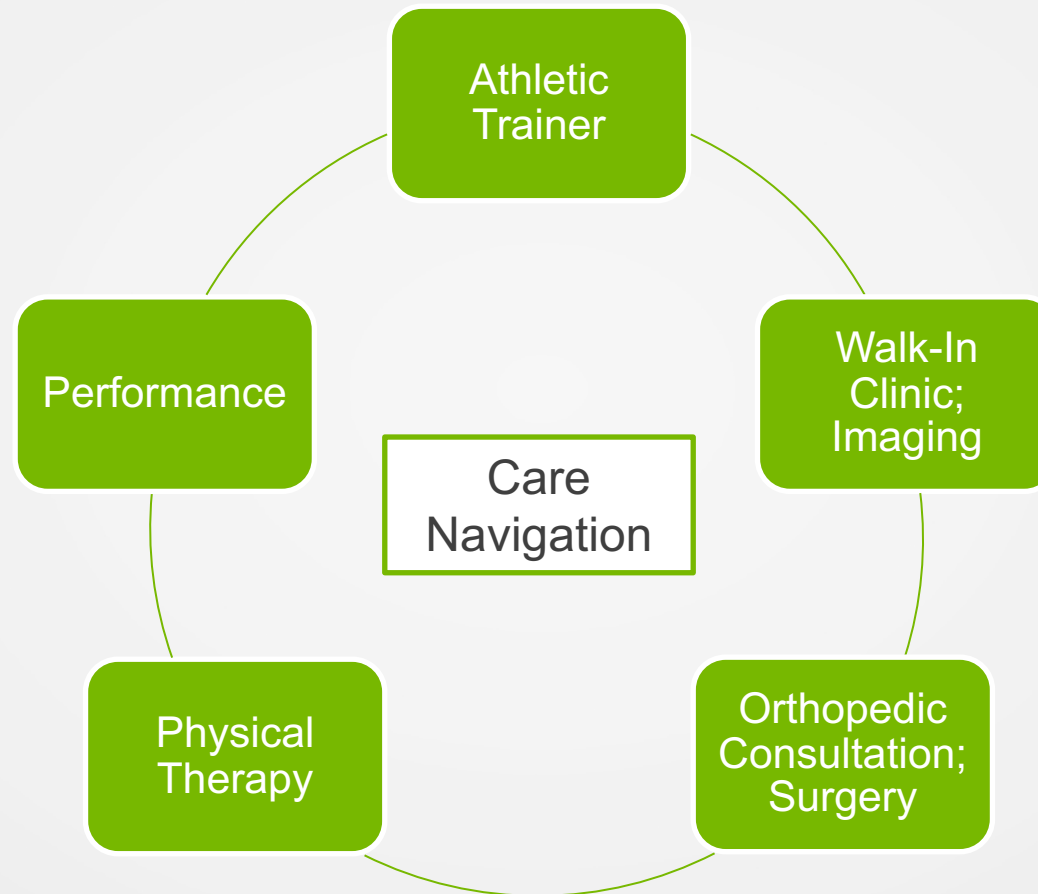 Athletic
Trainer
Walk-In
Clinic;
Imaging
Orthopedic
Consultation;
Surgery
Physical
Therapy
Performance
Care
Navigation